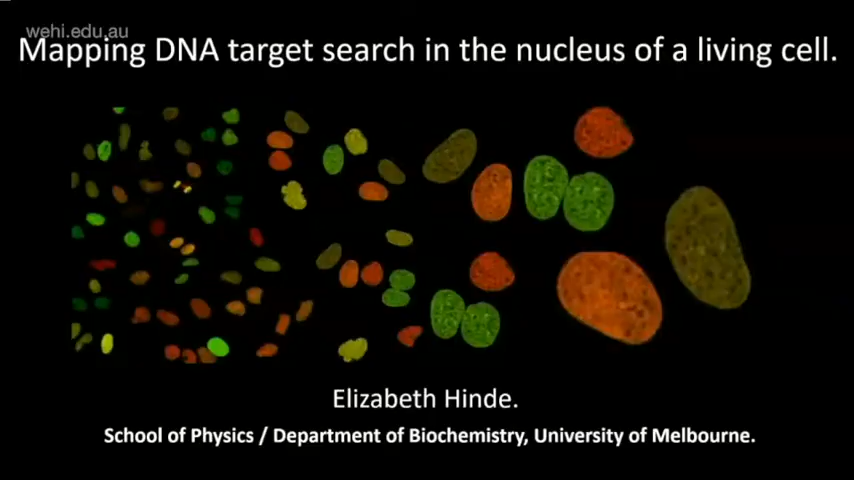 wehi.edu.au
Mapping DNA target search in the nucleus of a living cell.
Elizabeth Hinde.
School of Physics / Department of Biochemistry, University of Melbourne.